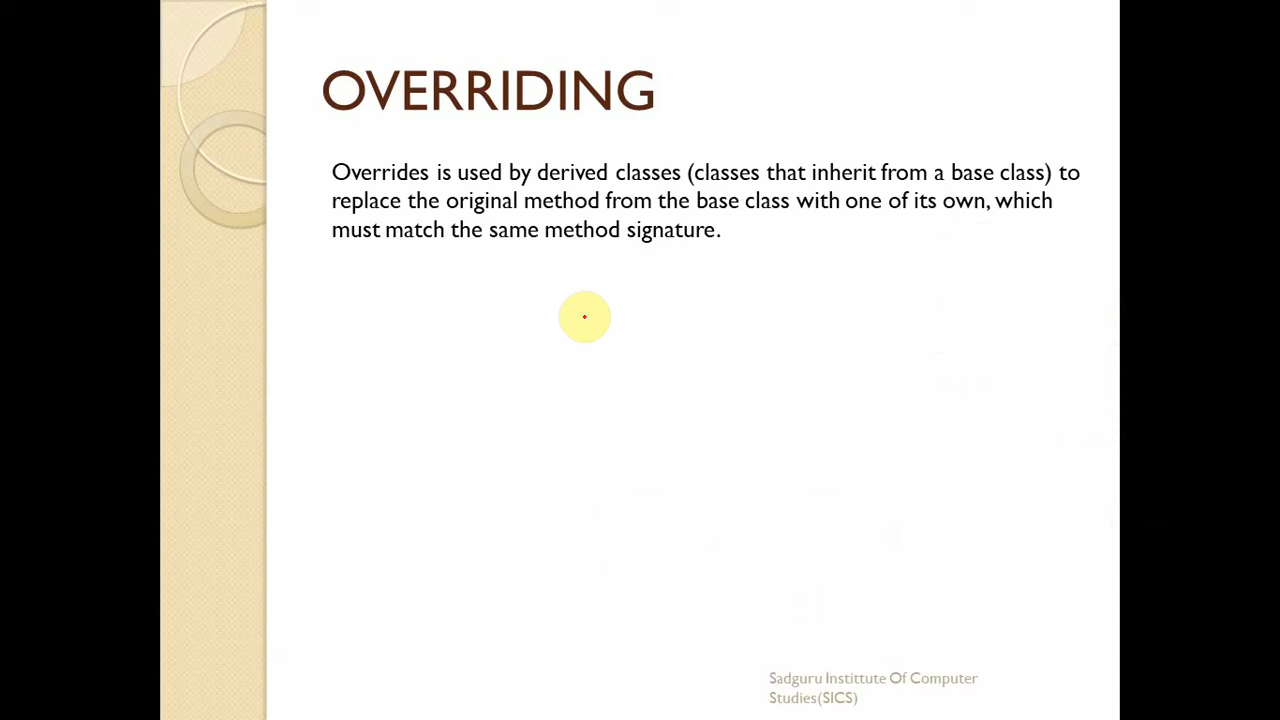 OVERRIDING
Overrides is used by derived classes (classes that inherit from a base class) to
replace the original method from the base class with one of its own, which
must match the same method signature.
Sadguru Instittute Of Computer
Studies(SICS)